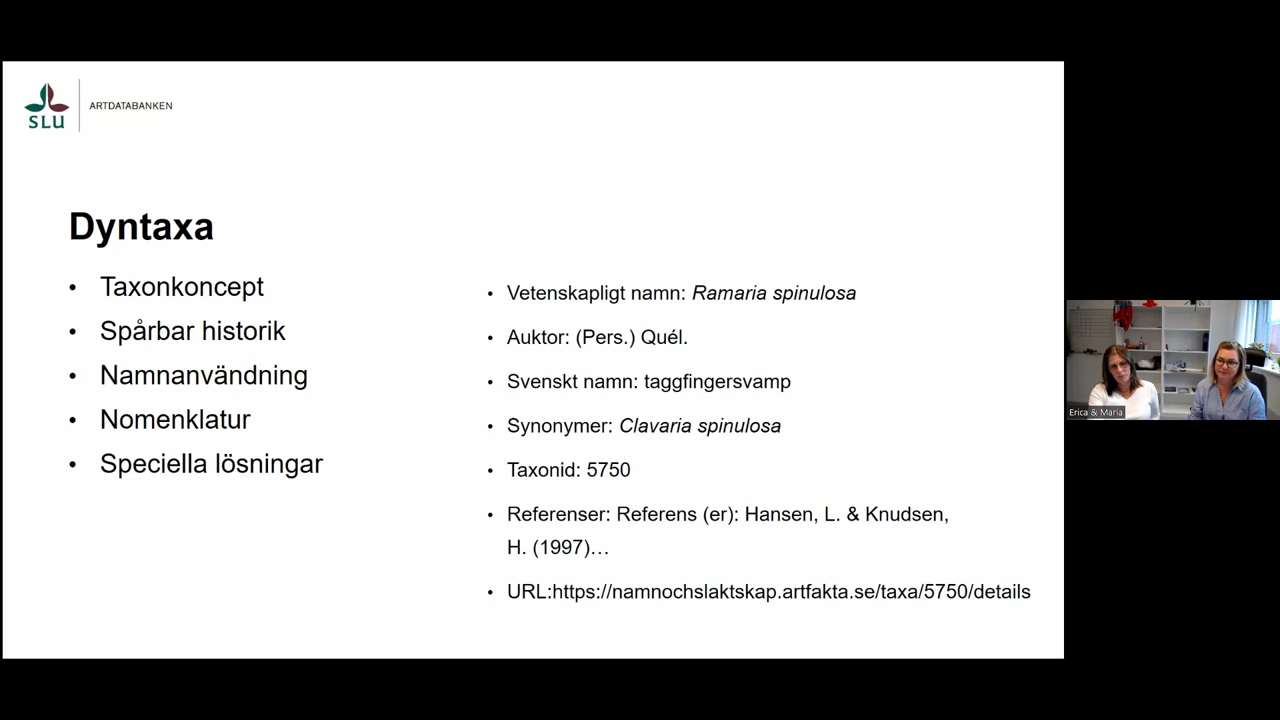 SLU
ARTDATABANKEN
Dyntaxa
• Taxonkoncept
• Spårbar historik
• Namnanvändning
• Nomenklatur
• Speciella lösningar
• Vetenskapligt namn: Ramaria spinulosa
• Auktor: (Pers.) Quél.
• Svenskt namn: taggfingersvamp
• Synonymer: Clavaria spinulosa
• Taxonid: 5750
• Referenser: Referens (er): Hansen, L. & Knudsen,
H. (1997)…
• URL:https://namnochslaktskap.artfakta.se/taxa/5750/details
Erica & Maria